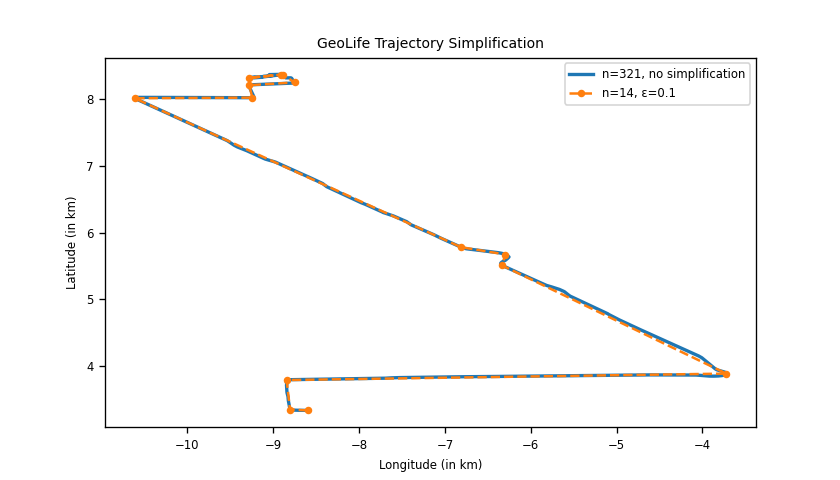 GeoLife Trajectory Simplification
n=321, no simplification
n=14, ε=0.1
8
7
6
5
4
Latitude (in km)
−10
−9
−8
−7
−6
−5
−4
Longitude (in km)